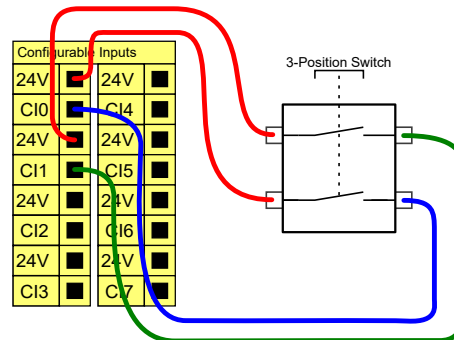 Configurable Inputs
3-Position Switch
24V 24V
CI0 CI4
24V 24V
CI1 CI5
24V 24V
CI2 CI6
24V 24V
CI3 CI7